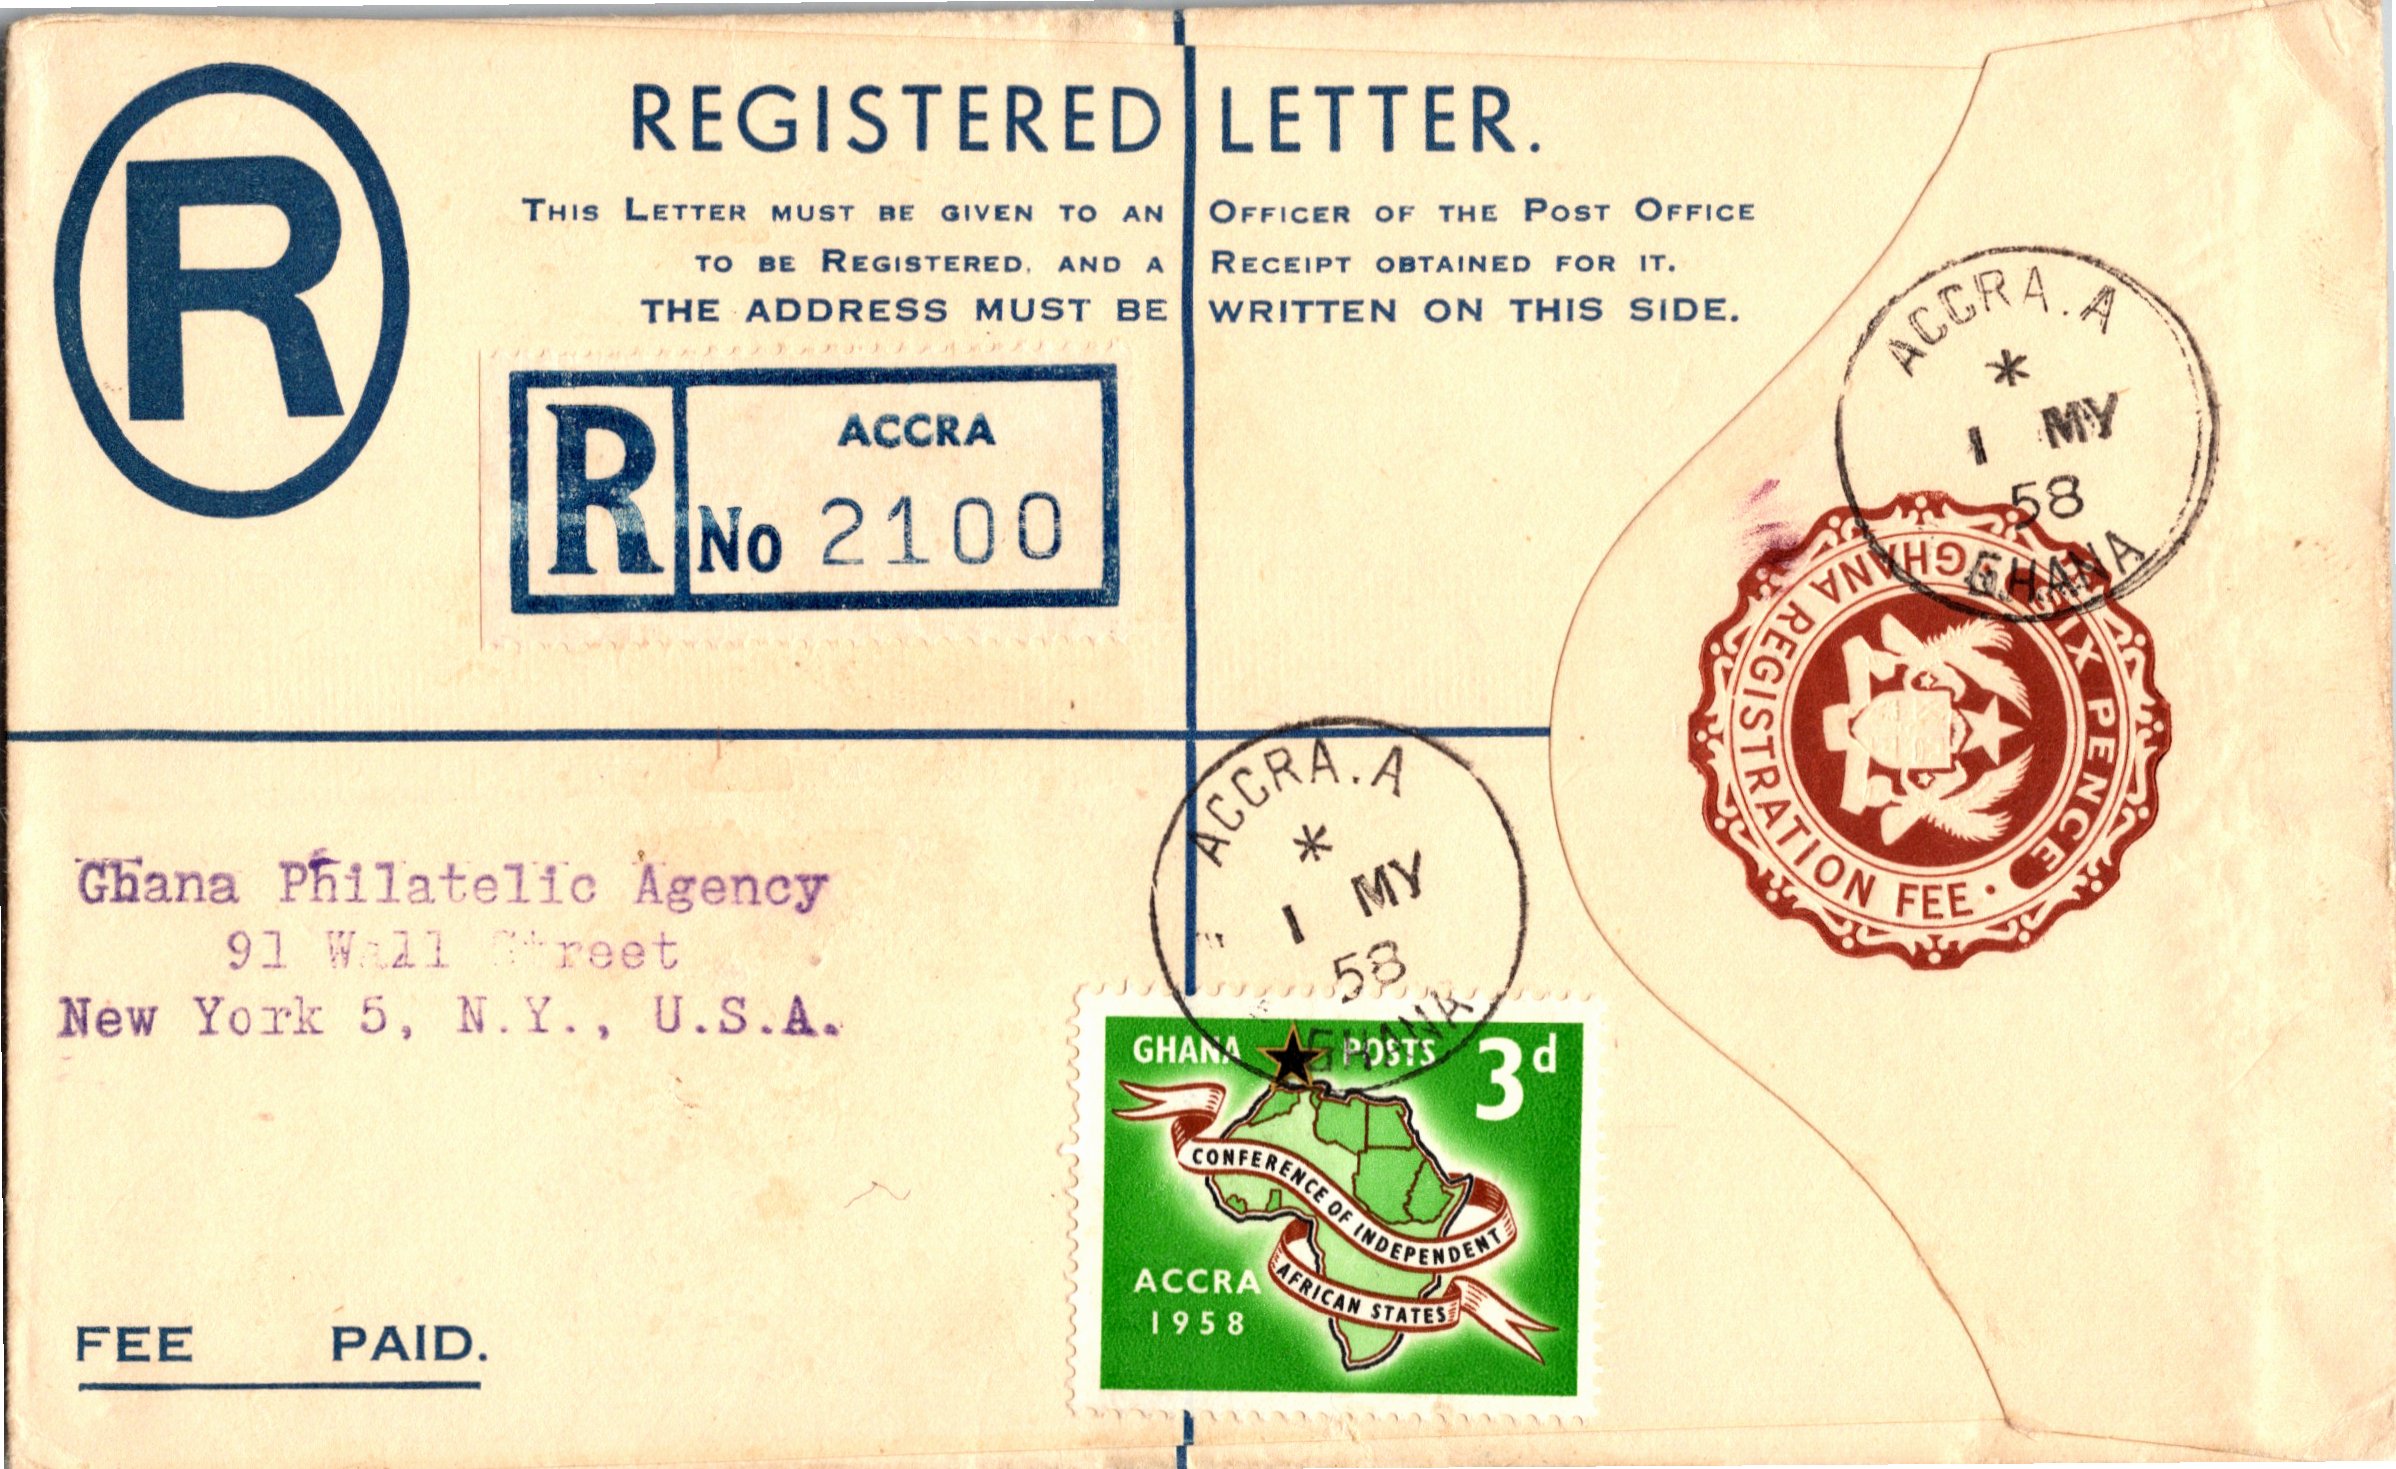 R
REGISTERED LETTER.
THIS LETTER MUST BE GIVEN TO AN OFFICER OF THE POST OFFICE
TO BE REGISTERED, AND A RECEIPT OBTAINED FOR IT.
THE ADDRESS MUST BE WRITTEN ON THIS SIDE.
R
ACCRA
No 2100
ACCRA.A
*
1 MY
58
GHANA
GHANA REGISTRATION FEE •
SIX PENCE
ACCRA.A
*
1 MY
58
GHANA
Ghana Philatelic Agency
91 Wall Street
New York 5, N.Y., U.S.A.
GHANA POSTS 3d
CONFERENCE OF INDEPENDENT
AFRICAN STATES
ACCRA
1958
FEE PAID.